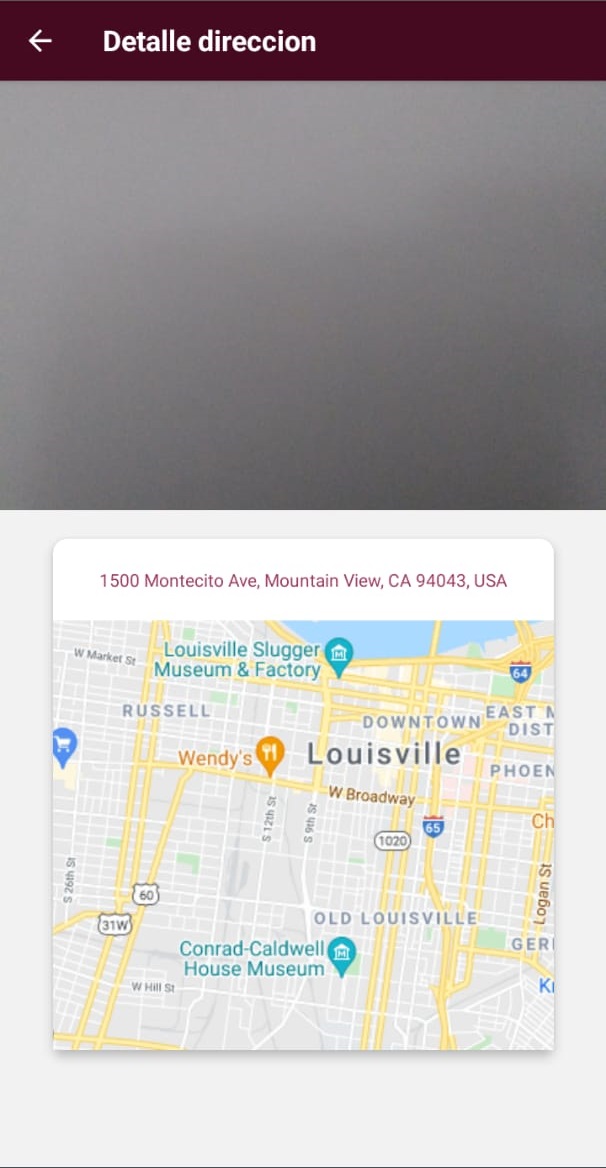 Detalle direccion
1500 Montecito Ave, Mountain View, CA 94043, USA
Louisville Slugger
Museum & Factory
W Market St
64
RUSSELL
EAST M
DOWNTOWN
DIST
Wendy's
Louisville
PHOEN
W Broadway
S 12th St
S 9th St
Ch
65
1020
S 26th St
60
Logan St
31W
OLD LOUISVILLE
GERI
Conrad-Caldwell
House Museum
W Hill St
Kr